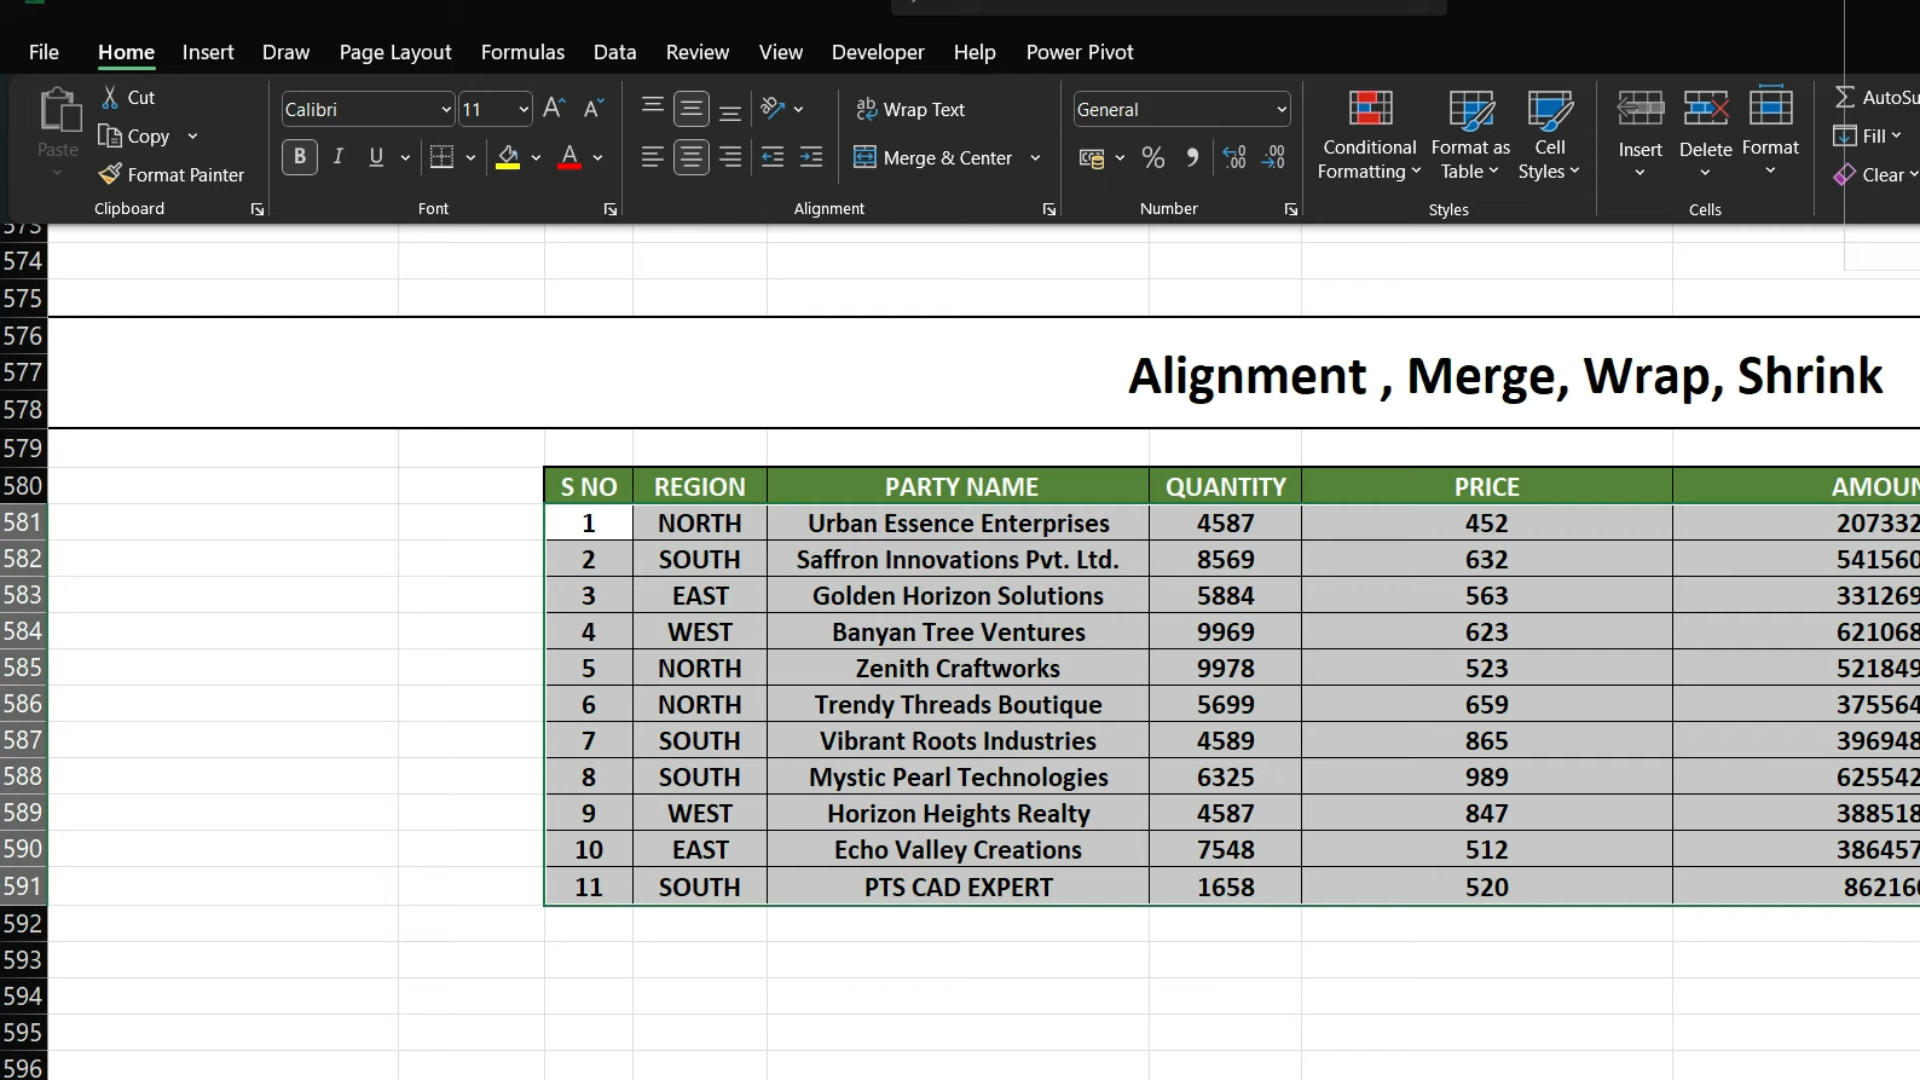 File Home Insert Draw Page Layout Formulas Data Review View Developer Help Power Pivot
Paste Cut Copy Format Painter
Clipboard
Calibri 11
B I U A
Font
ab Wrap Text
Merge & Center
Alignment
General
% .00 .00
Number
Conditional Formatting Format as Table Cell Styles
Styles
Insert Delete Format
Cells
Fill
Clear
574
575
576
577
578
Alignment , Merge, Wrap, Shrink
579
580 S NO REGION PARTY NAME QUANTITY PRICE
581 1 NORTH Urban Essence Enterprises 4587 452 207332
582 2 SOUTH Saffron Innovations Pvt. Ltd. 8569 632 541560
583 3 EAST Golden Horizon Solutions 5884 563 331269
584 4 WEST Banyan Tree Ventures 9969 623 621068
585 5 NORTH Zenith Craftworks 9978 523 521849
586 6 NORTH Trendy Threads Boutique 5699 659 375564
587 7 SOUTH Vibrant Roots Industries 4589 865 396948
588 8 SOUTH Mystic Pearl Technologies 6325 989 625542
589 9 WEST Horizon Heights Realty 4587 847 388518
590 10 EAST Echo Valley Creations 7548 512 386457
591 11 SOUTH PTS CAD EXPERT 1658 520 86216
592
593
594
595
596